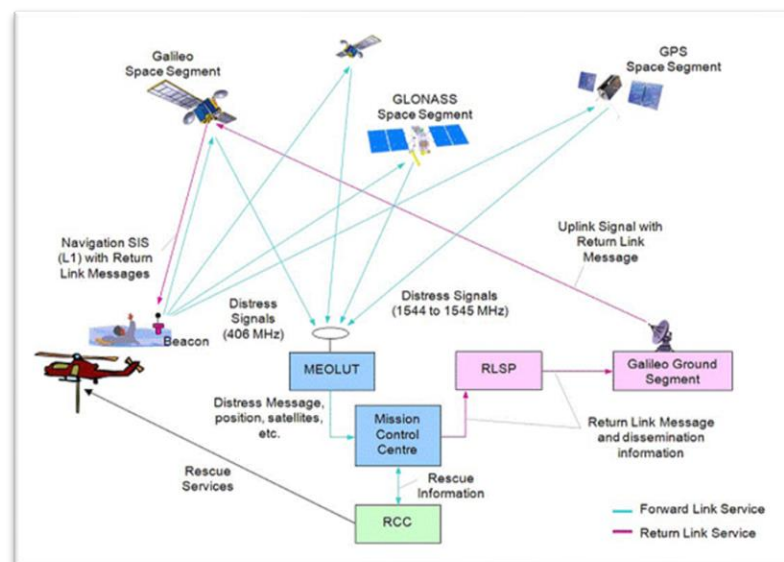 Galileo
Space Segment
GPS
Space Segment
GLONASS
Space Segment
Navigation SIS
(L1) with Return
Link Messages
Uplink Signal with
Return Link
Message
Distress
Signals
(406 MHz)
Distress Signals
(1544 to 1545 MHz)
Beacon
MEOLUT
RLSP
Galileo Ground
Segment
Distress Message,
position, satellites,
etc.
Mission
Control
Centre
Return Link Message
and dissemination
information
Rescue
Services
Rescue
Information
RCC
Forward Link Service
Return Link Service